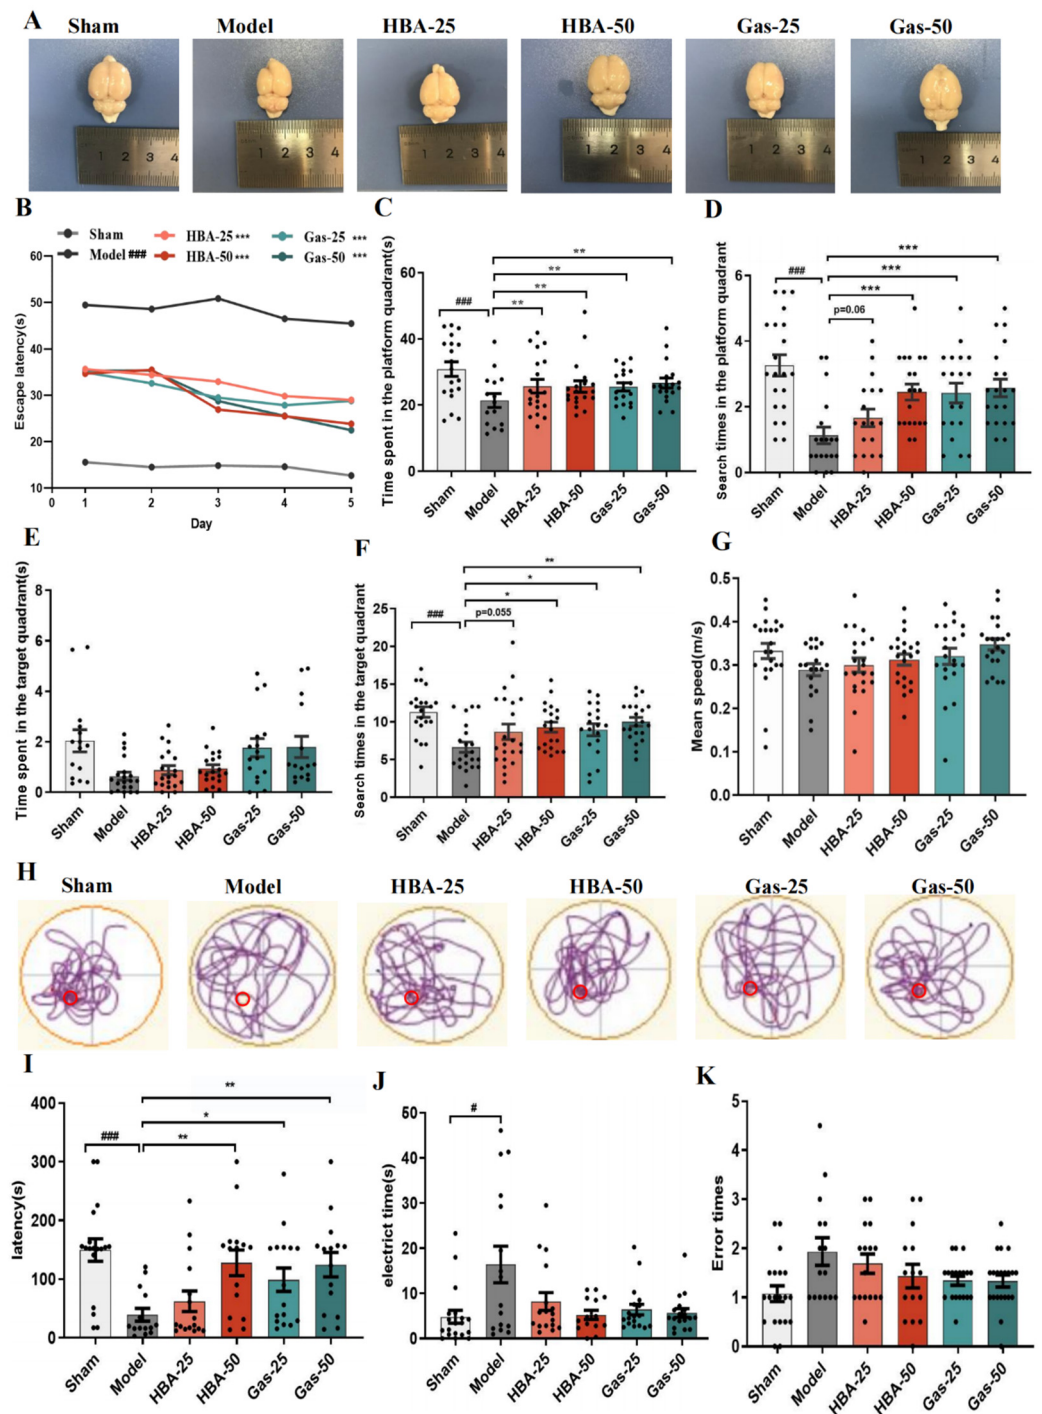 A
Sham Model HBA-25 HBA-50 Gas-25 Gas-50
1 2 3 4 1 2 3 4 1 2 3 4 1 2 3 4 1 2 3 4 1 2 3 4
B
Sham HBA-25 *** Gas-25 ***
Model ### HBA-50 *** Gas-50 ***
Escape latency(s)
60
50
40
30
20
10
0 1 2 3 4 5
Day
C
Time spent in the platform quadrant(s)
60
40
20
0
### ** ** ** **
Sham Model HBA-25 HBA-50 Gas-25 Gas-50
D
Search times in the platform quadrant
6
4
2
0
### p=0.06 *** *** ***
Sham Model HBA-25 HBA-50 Gas-25 Gas-50
E
Time spent in the target quadrant(s)
8
6
4
2
0
Sham Model HBA-25 HBA-50 Gas-25 Gas-50
F
Search times in the target quadrant
25
20
15
10
5
0
### p=0.055 * * **
Sham Model HBA-25 HBA-50 Gas-25 Gas-50
G
Mean speed(m/s)
0.5
0.4
0.3
0.2
0.1
0.0
Sham Model HBA-25 HBA-50 Gas-25 Gas-50
H
Sham Model HBA-25 HBA-50 Gas-25 Gas-50
I
latency(s)
400
300
200
100
0
### ** * **
Sham Model HBA-25 HBA-50 Gas-25 Gas-50
J
electrict time(s)
50
40
30
20
10
0
#
Sham Model HBA-25 HBA-50 Gas-25 Gas-50
K
Error times
5
4
3
2
1
0
Sham Model HBA-25 HBA-50 Gas-25 Gas-50